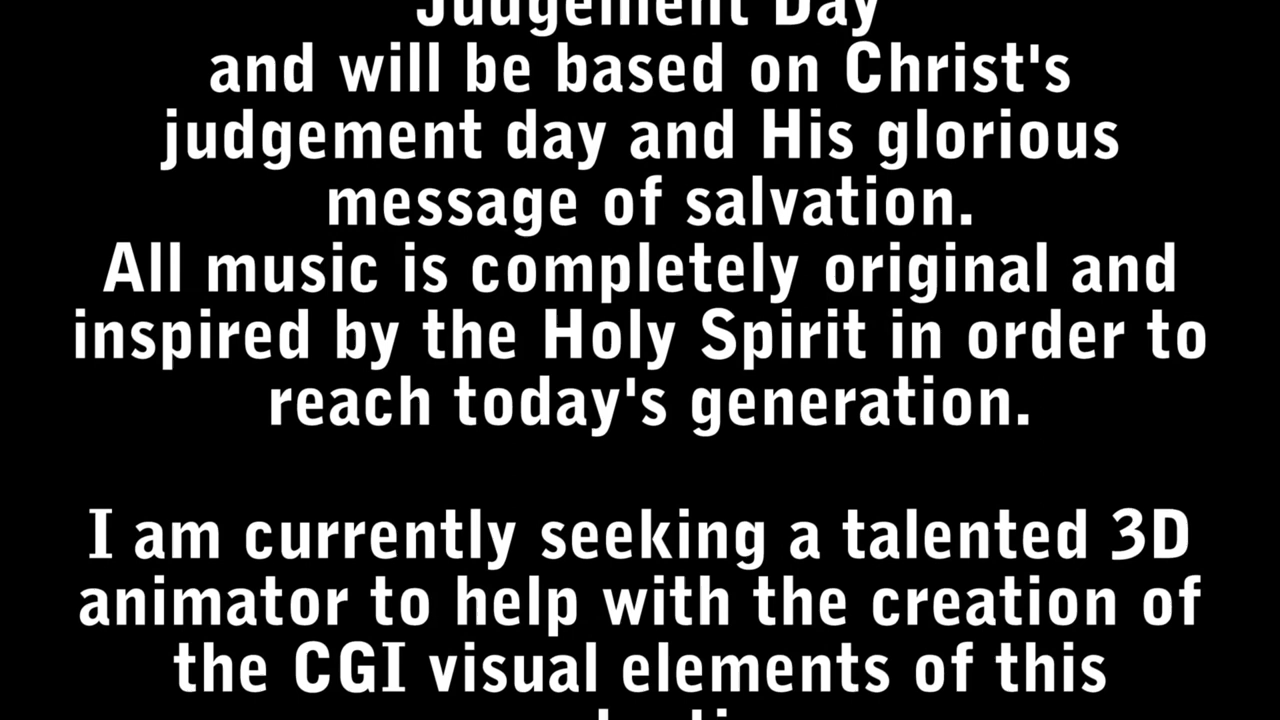 Judgement Day
and will be based on Christ's
judgement day and His glorious
message of salvation.
All music is completely original and
inspired by the Holy Spirit in order to
reach today's generation.
I am currently seeking a talented 3D
animator to help with the creation of
the CGI visual elements of this